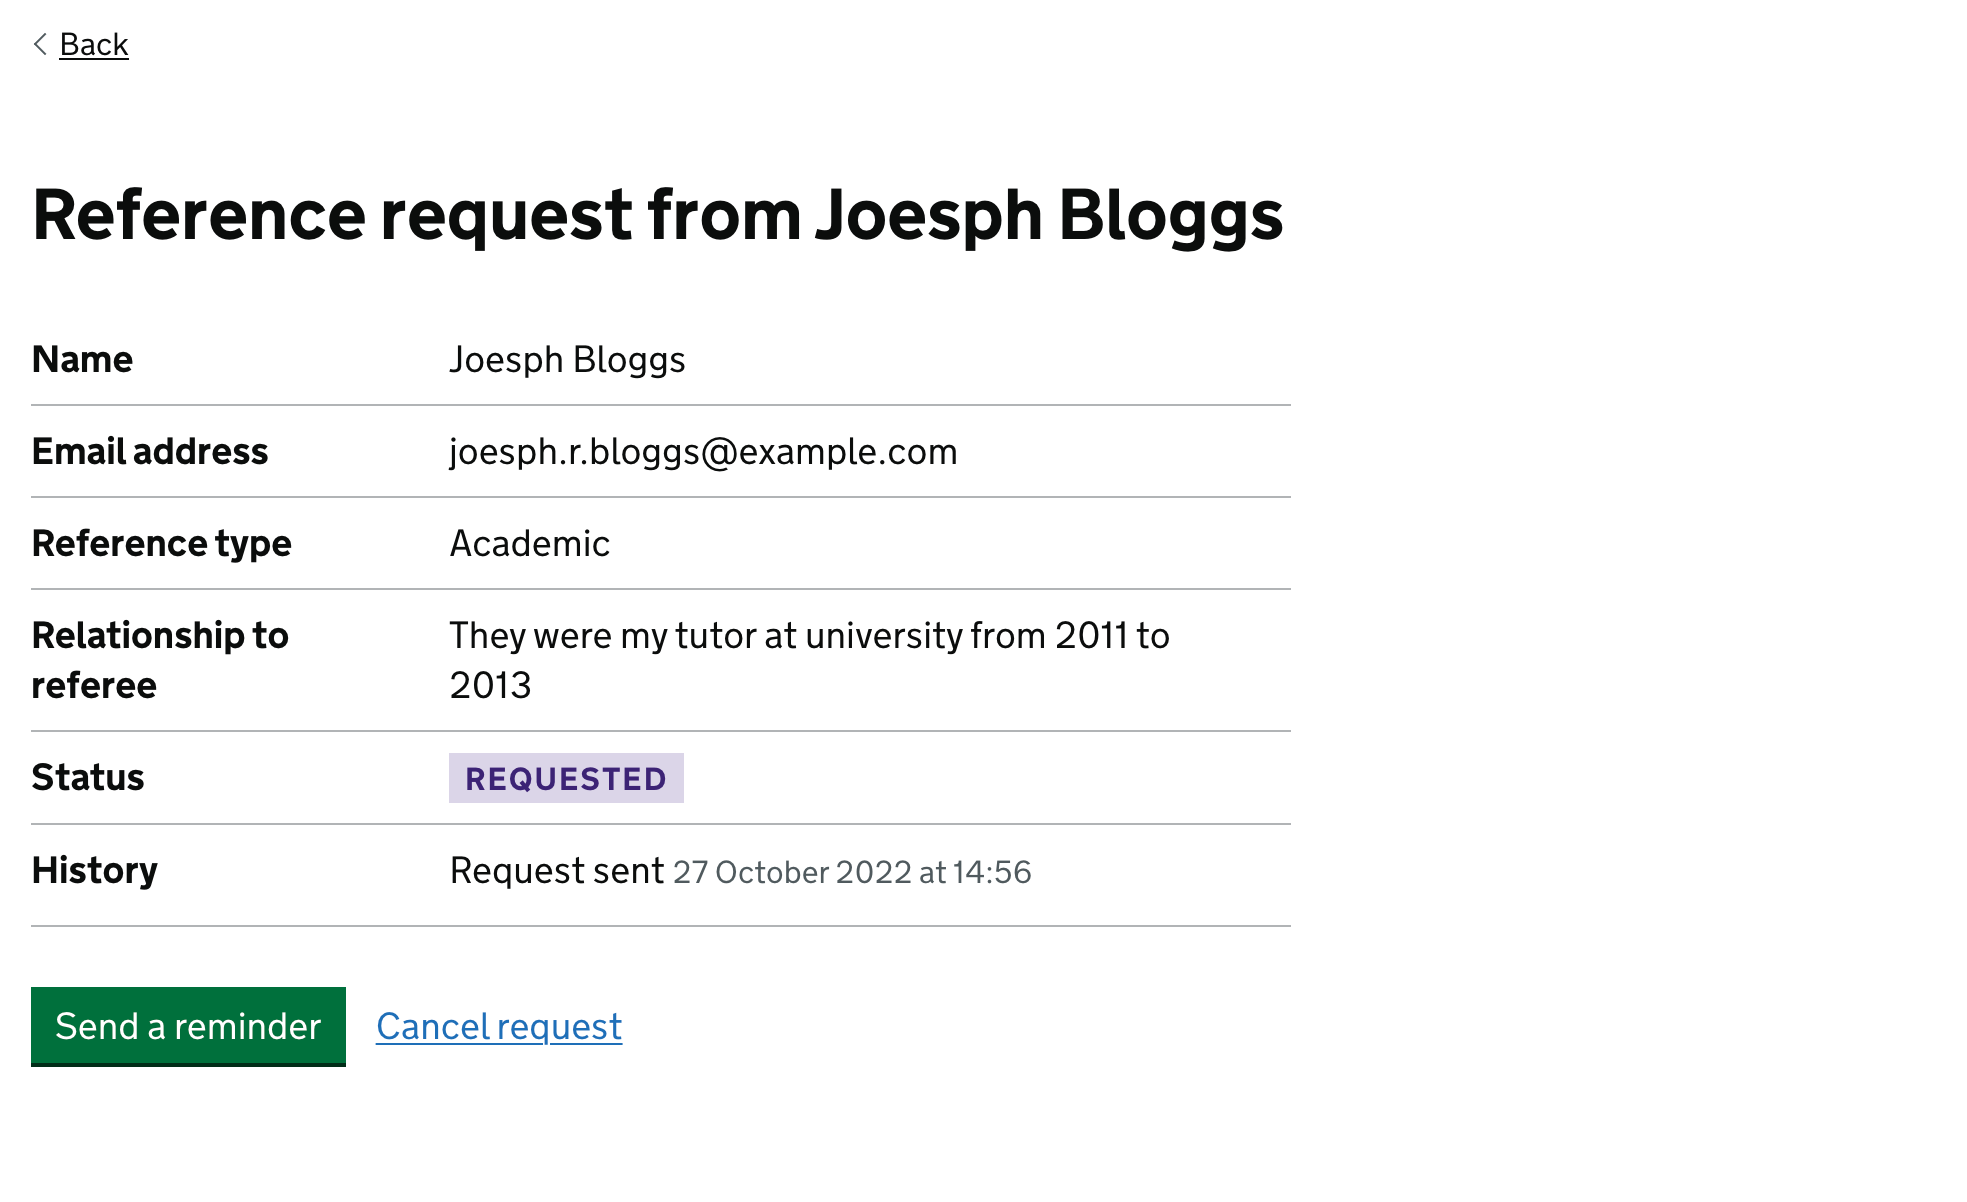 Back
Reference request from Joesph Bloggs
Name Joesph Bloggs
Email address joesph.r.bloggs@example.com
Reference type Academic
Relationship to referee They were my tutor at university from 2011 to
2013
Status REQUESTED
History Request sent 27 October 2022 at 14:56
Send a reminder Cancel request